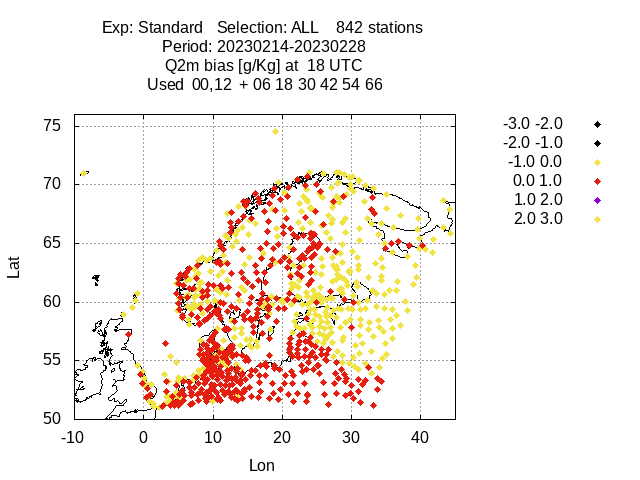 Exp: Standard   Selection: ALL    842 stations
Period: 20230214-20230228
Q2m bias [g/Kg] at  18 UTC
Used  00,12  + 06 18 30 42 54 66
-3.0 -2.0
-2.0 -1.0
-1.0 0.0
0.0 1.0
1.0 2.0
2.0 3.0
75
70
65
60
55
50
Lat
-10 0 10 20 30 40
Lon